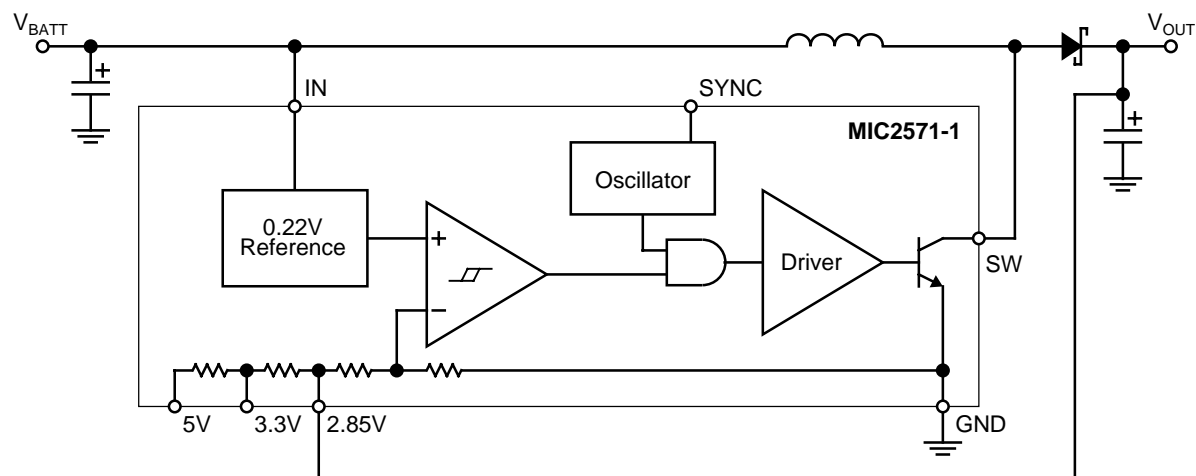 VBATT
VOUT
IN
SYNC
MIC2571-1
Oscillator
0.22V
Reference
+
−
Driver
SW
5V
3.3V
2.85V
GND
+
+